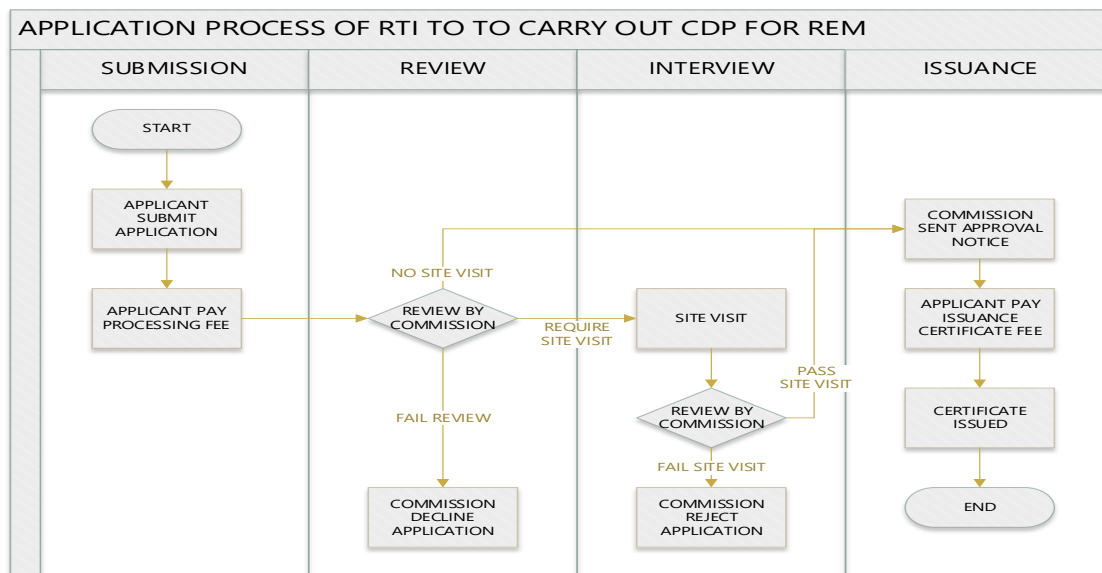 APPLICATION PROCESS OF RTI TO TO CARRY OUT CDP FOR REM
SUBMISSION
REVIEW
INTERVIEW
ISSUANCE
START
APPLICANT
SUBMIT
APPLICATION
APPLICANT PAY
PROCESSING FEE
NO SITE VISIT
REVIEW BY
COMMISSION
REQUIRE
SITE VISIT
FAIL REVIEW
COMMISSION
DECLINE
APPLICATION
SITE VISIT
REVIEW BY
COMMISSION
PASS
SITE VISIT
FAIL SITE VISIT
COMMISSION
REJECT
APPLICATION
COMMISSION
SENT APPROVAL
NOTICE
APPLICANT PAY
ISSUANCE
CERTIFICATE FEE
CERTIFICATE
ISSUED
END